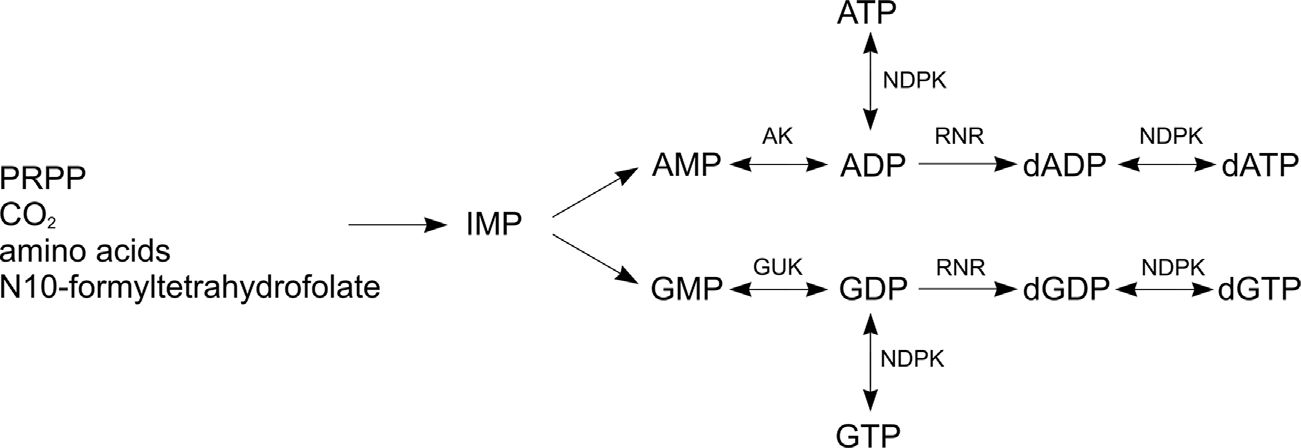 ATP
NDPK
AK
RNR
NDPK
AMP
ADP
dADP
dATP
PRPP
CO₂
amino acids
N10-formyltetrahydrofolate
IMP
GUK
RNR
NDPK
GMP
GDP
dGDP
dGTP
NDPK
GTP